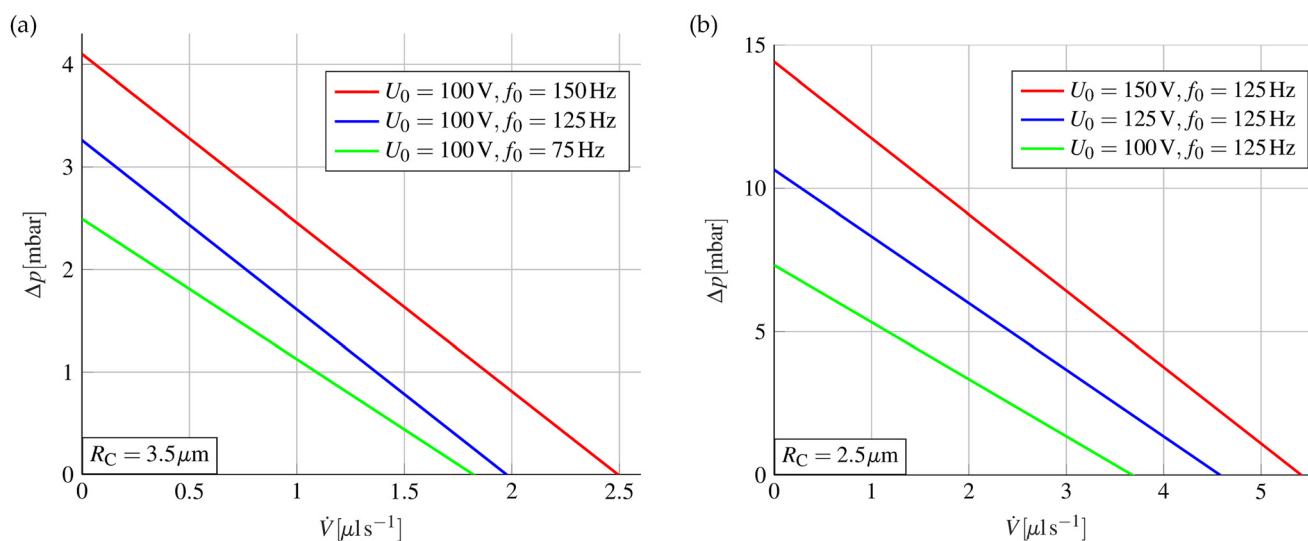 (a)
4
3
2
1
0
Δp[mbar]
U₀ = 100 V, f₀ = 150 Hz
U₀ = 100 V, f₀ = 125 Hz
U₀ = 100 V, f₀ = 75 Hz
R_C = 3.5 μm
0 0.5 1 1.5 2 2.5
V̇[μl s⁻¹]
(b)
15
10
5
0
Δp[mbar]
U₀ = 150 V, f₀ = 125 Hz
U₀ = 125 V, f₀ = 125 Hz
U₀ = 100 V, f₀ = 125 Hz
R_C = 2.5 μm
0 1 2 3 4 5
V̇[μl s⁻¹]